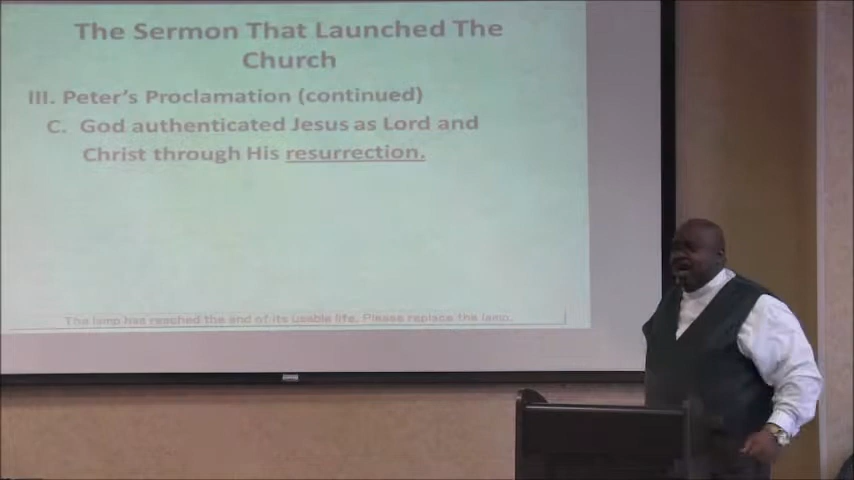 The Sermon That Launched The
Church
III. Peter's Proclamation (continued)
C. God authenticated Jesus as Lord and
Christ through His resurrection.
The lamp has reached the end of its usable life. Please replace the lamp.